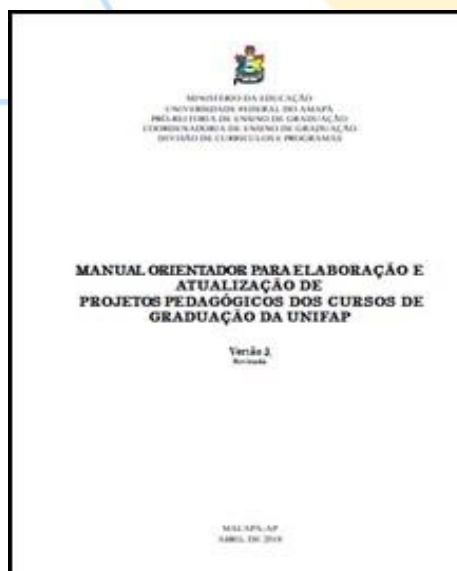 MINISTÉRIO DA EDUCAÇÃO
UNIVERSIDADE FEDERAL DO AMAPÁ
PRÓ-REITORIA DE ENSINO DE GRADUAÇÃO
COORDENADORIA DE ENSINO DE GRADUAÇÃO
DIVISÃO DE CURRÍCULOS E PROGRAMAS
MANUAL ORIENTADOR PARA ELABORAÇÃO E
ATUALIZAÇÃO DE
PROJETOS PEDAGÓGICOS DOS CURSOS DE
GRADUAÇÃO DA UNIFAP
Versão
MACAPÁ-AP
ABRIL DE